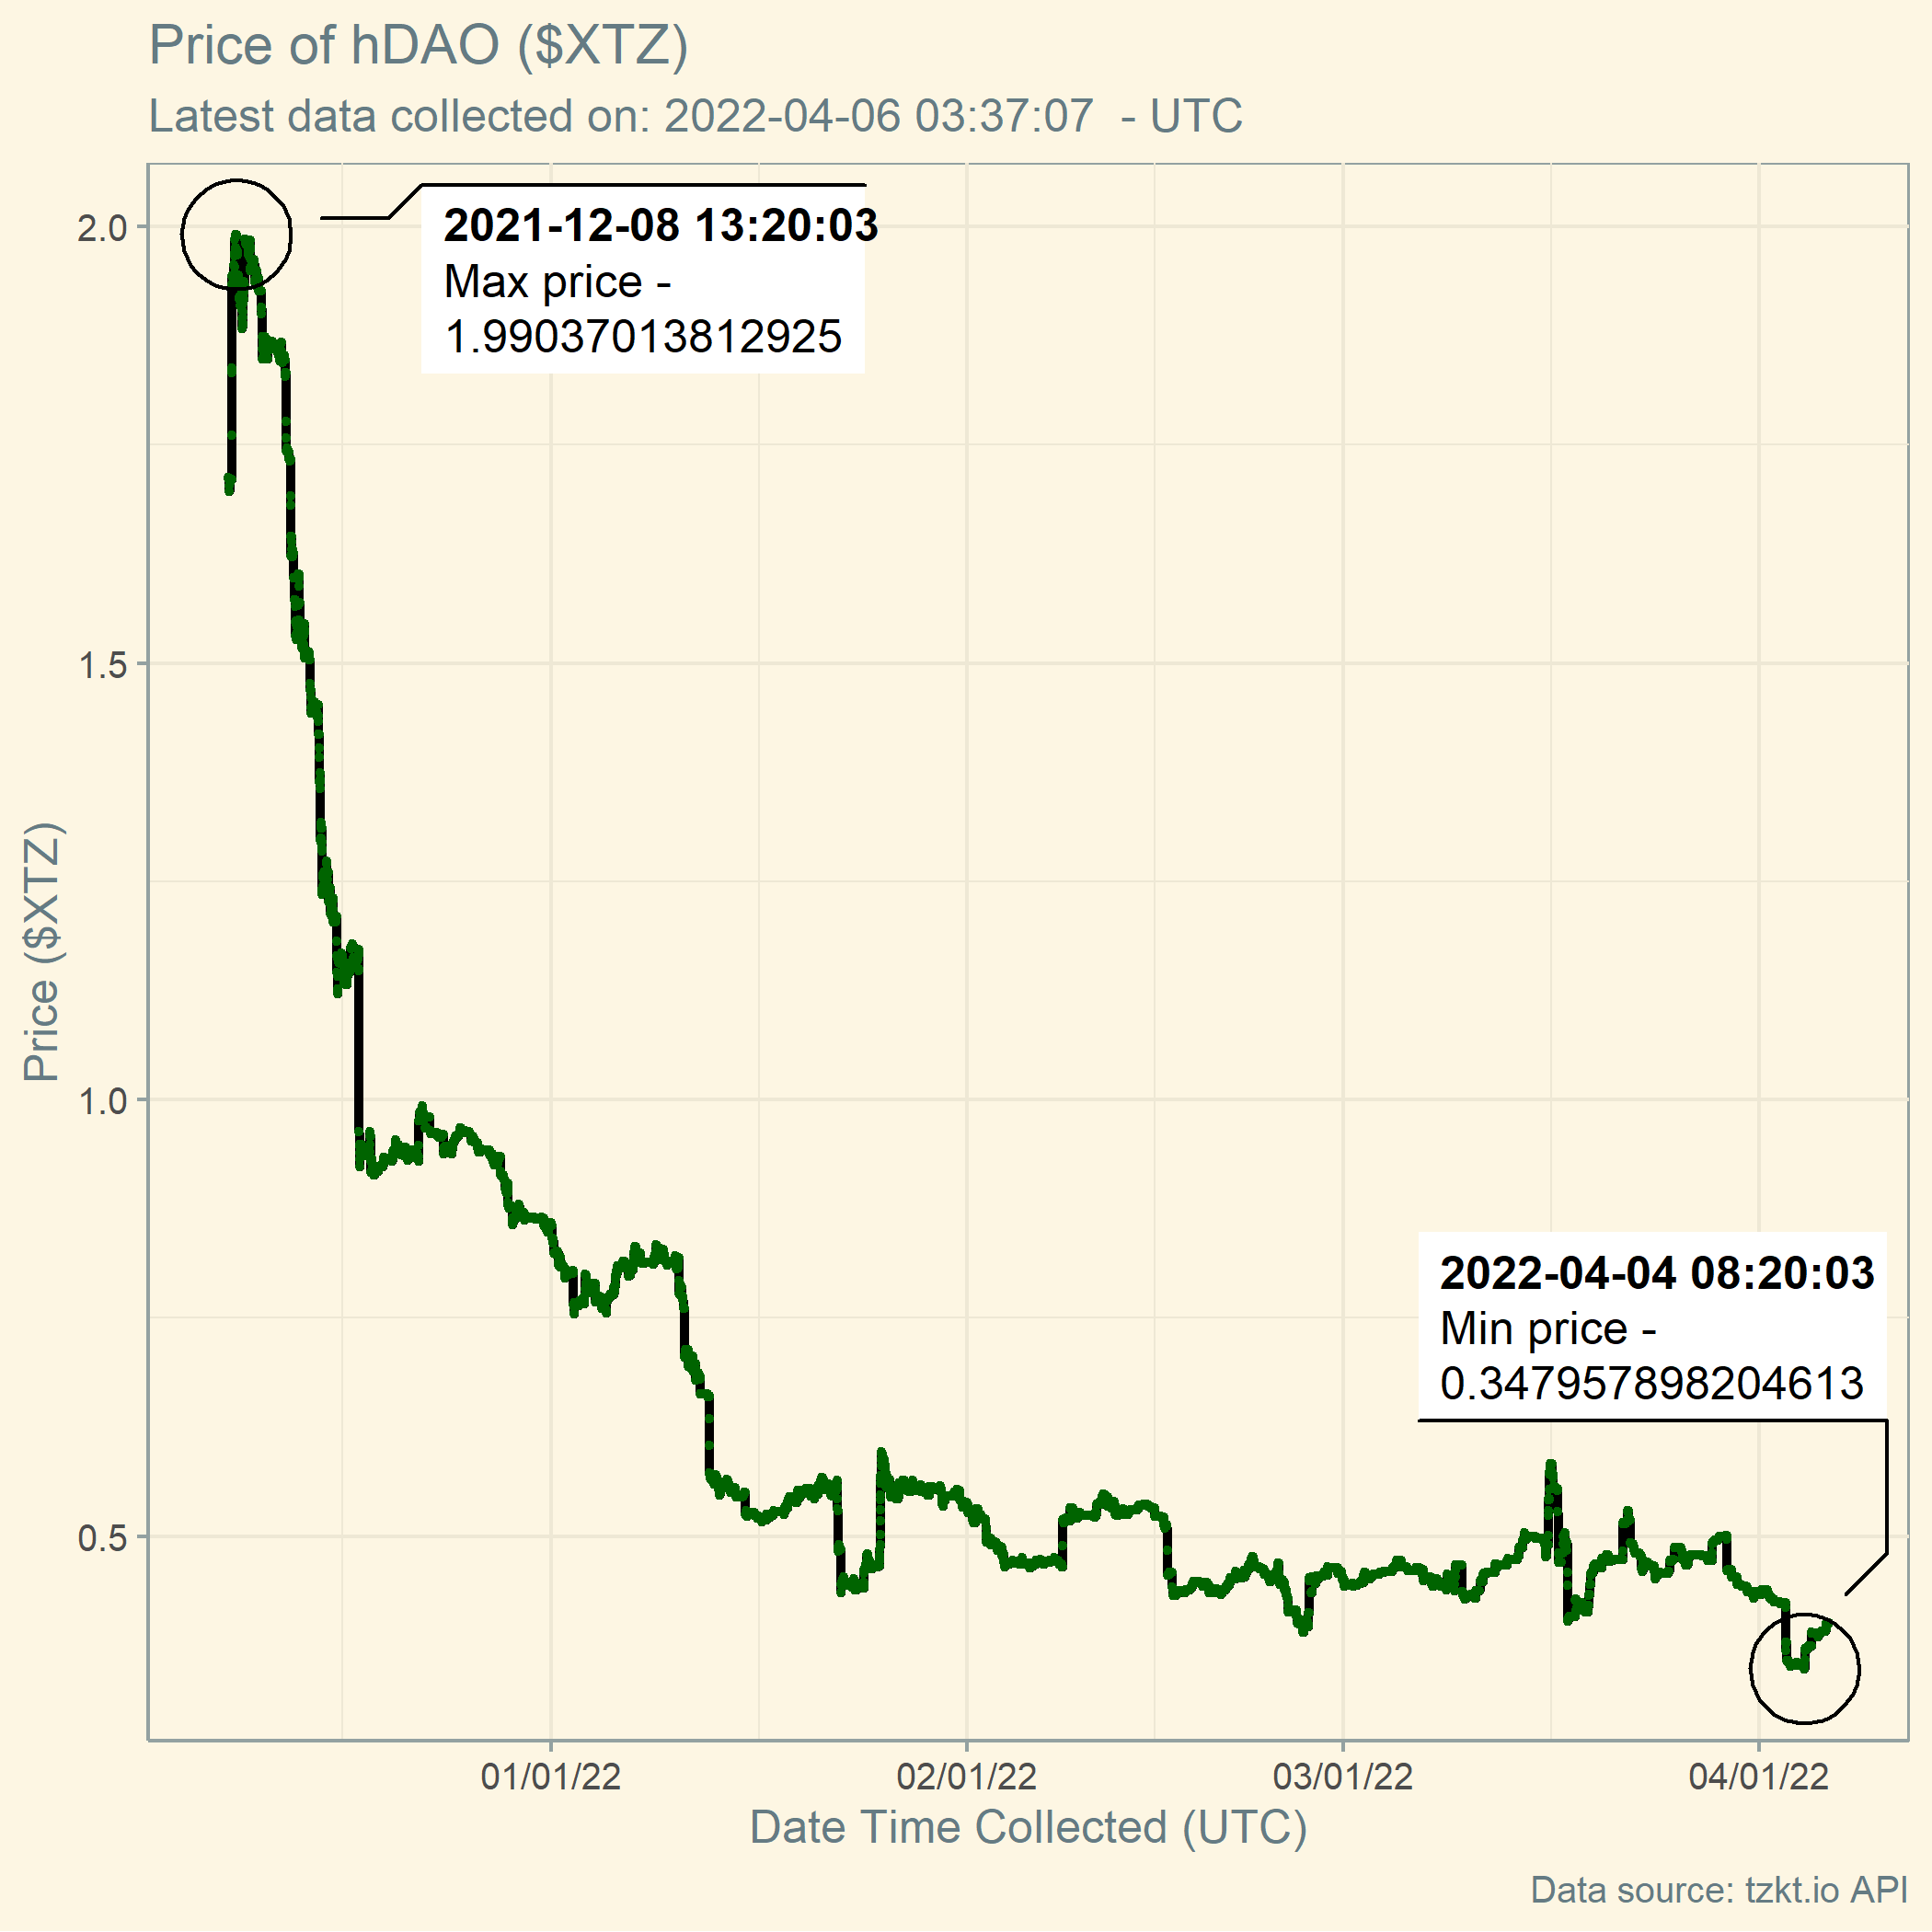 Price of hDAO ($XTZ)
Latest data collected on: 2022-04-06 03:37:07  - UTC
2021-12-08 13:20:03
Max price -
1.99037013812925
2.0
1.5
1.0
0.5
Price ($XTZ)
2022-04-04 08:20:03
Min price -
0.347957898204613
01/01/22
02/01/22
03/01/22
04/01/22
Date Time Collected (UTC)
Data source: tzkt.io API